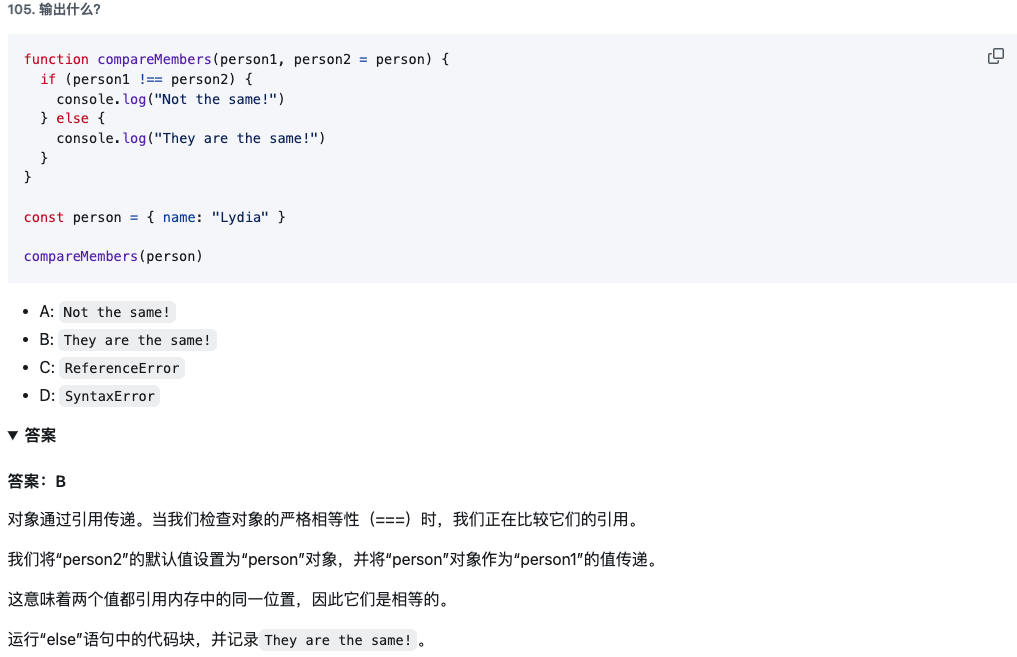 105. 输出什么?
function compareMembers(person1, person2 = person) {
  if (person1 !== person2) {
    console.log("Not the same!")
  } else {
    console.log("They are the same!")
  }
}
const person = { name: "Lydia" }
compareMembers(person)
• A: Not the same!
• B: They are the same!
• C: ReferenceError
• D: SyntaxError
▼ 答案
答案：B
对象通过引用传递。当我们检查对象的严格相等性（===）时，我们正在比较它们的引用。
我们将“person2”的默认值设置为“person”对象，并将“person”对象作为“person1”的值传递。
这意味着两个值都引用内存中的同一位置，因此它们是相等的。
运行“else”语句中的代码块，并记录 They are the same! 。